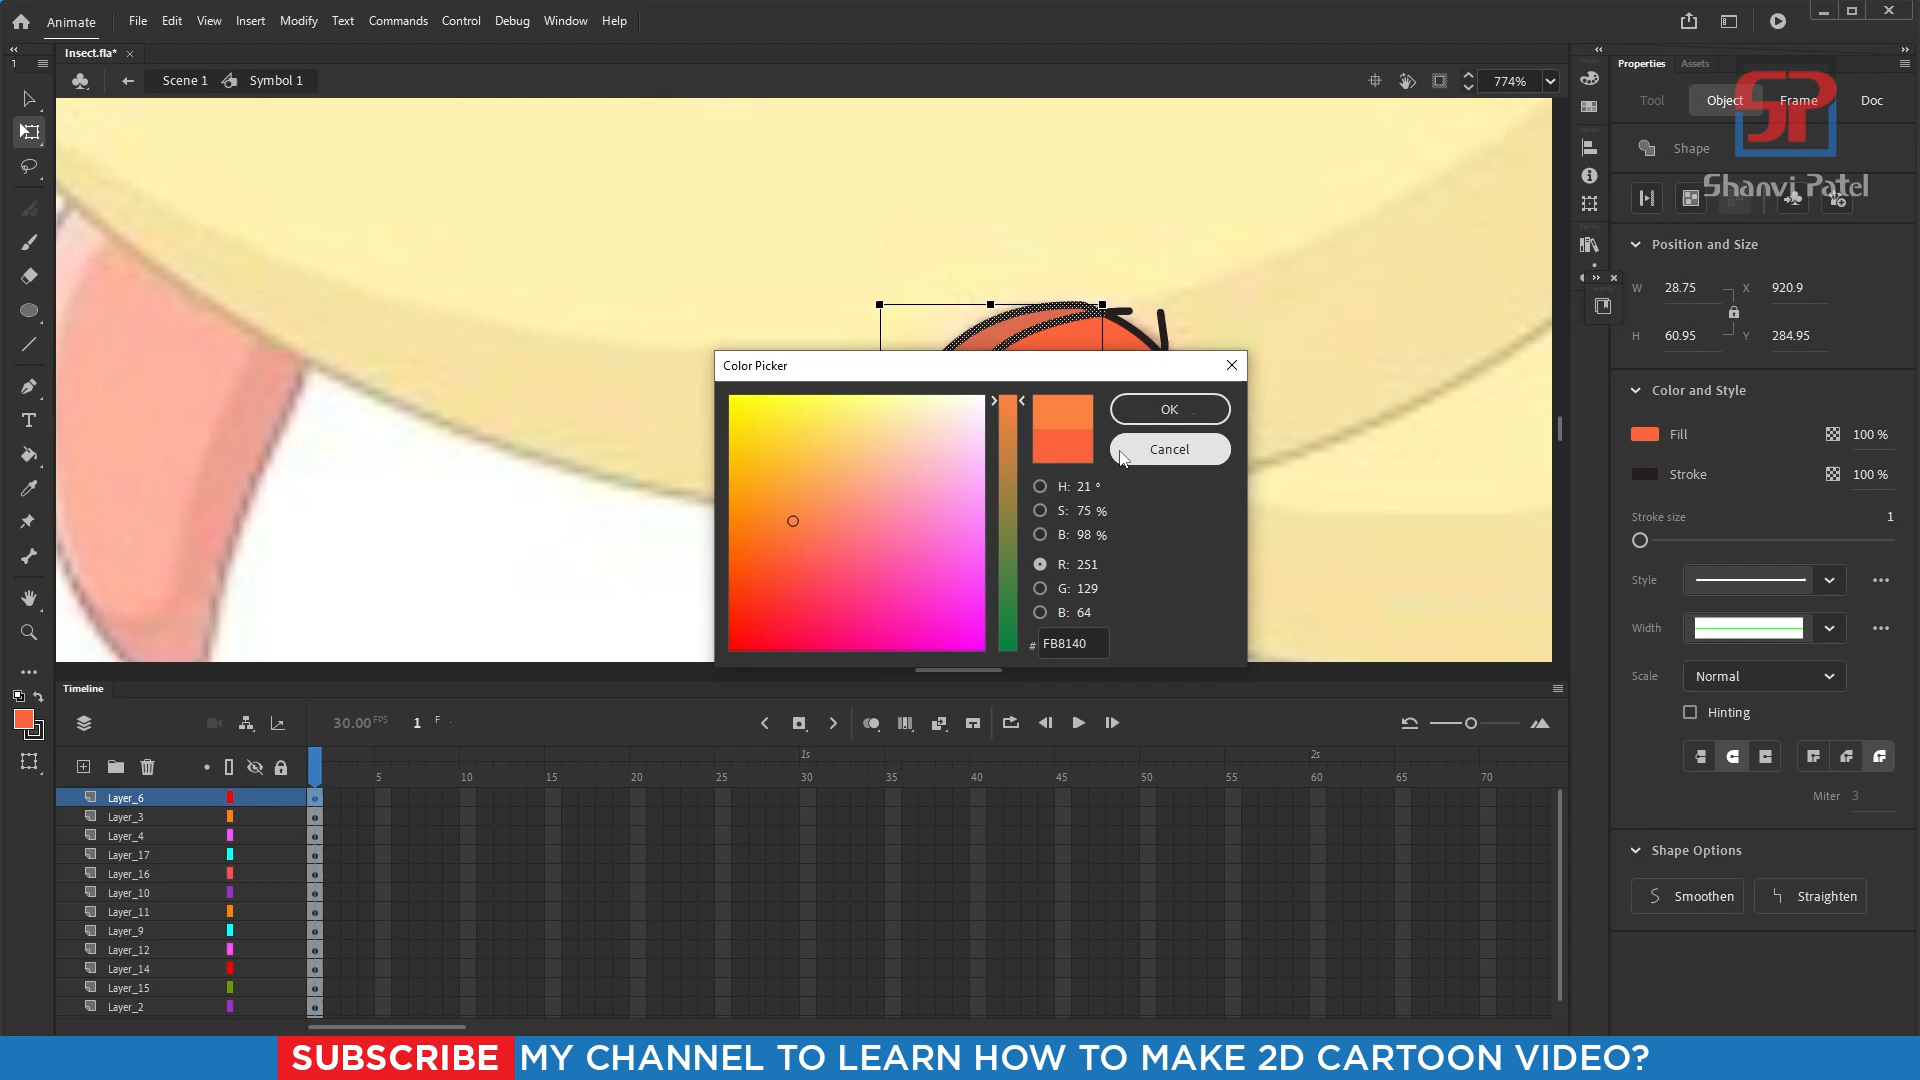 Animate
File Edit View Insert Modify Text Commands Control Debug Window Help
Insect.fla* ×
Scene 1 Symbol 1 774%
Properties Assets
Tool Object Frame Doc
SP
Shape
Shanvi Patel
Position and Size
W 28.75 X 920.9
H 60.95 Y 284.95
Color and Style
Fill 100 %
Stroke 100 %
Stroke size 1
Style
Width
Scale Normal
Hinting
Miter 3
Shape Options
Smoothen Straighten
Color Picker
OK
Cancel
H: 21 °
S: 75 %
B: 98 %
R: 251
G: 129
B: 64
# FB8140
Timeline
30.00 FPS 1 F
1s 2s
5 10 15 20 25 30 35 40 45 50 55 60 65 70
Layer_6
Layer_3
Layer_4
Layer_17
Layer_16
Layer_10
Layer_11
Layer_9
Layer_12
Layer_14
Layer_15
Layer_2
SUBSCRIBE MY CHANNEL TO LEARN HOW TO MAKE 2D CARTOON VIDEO?